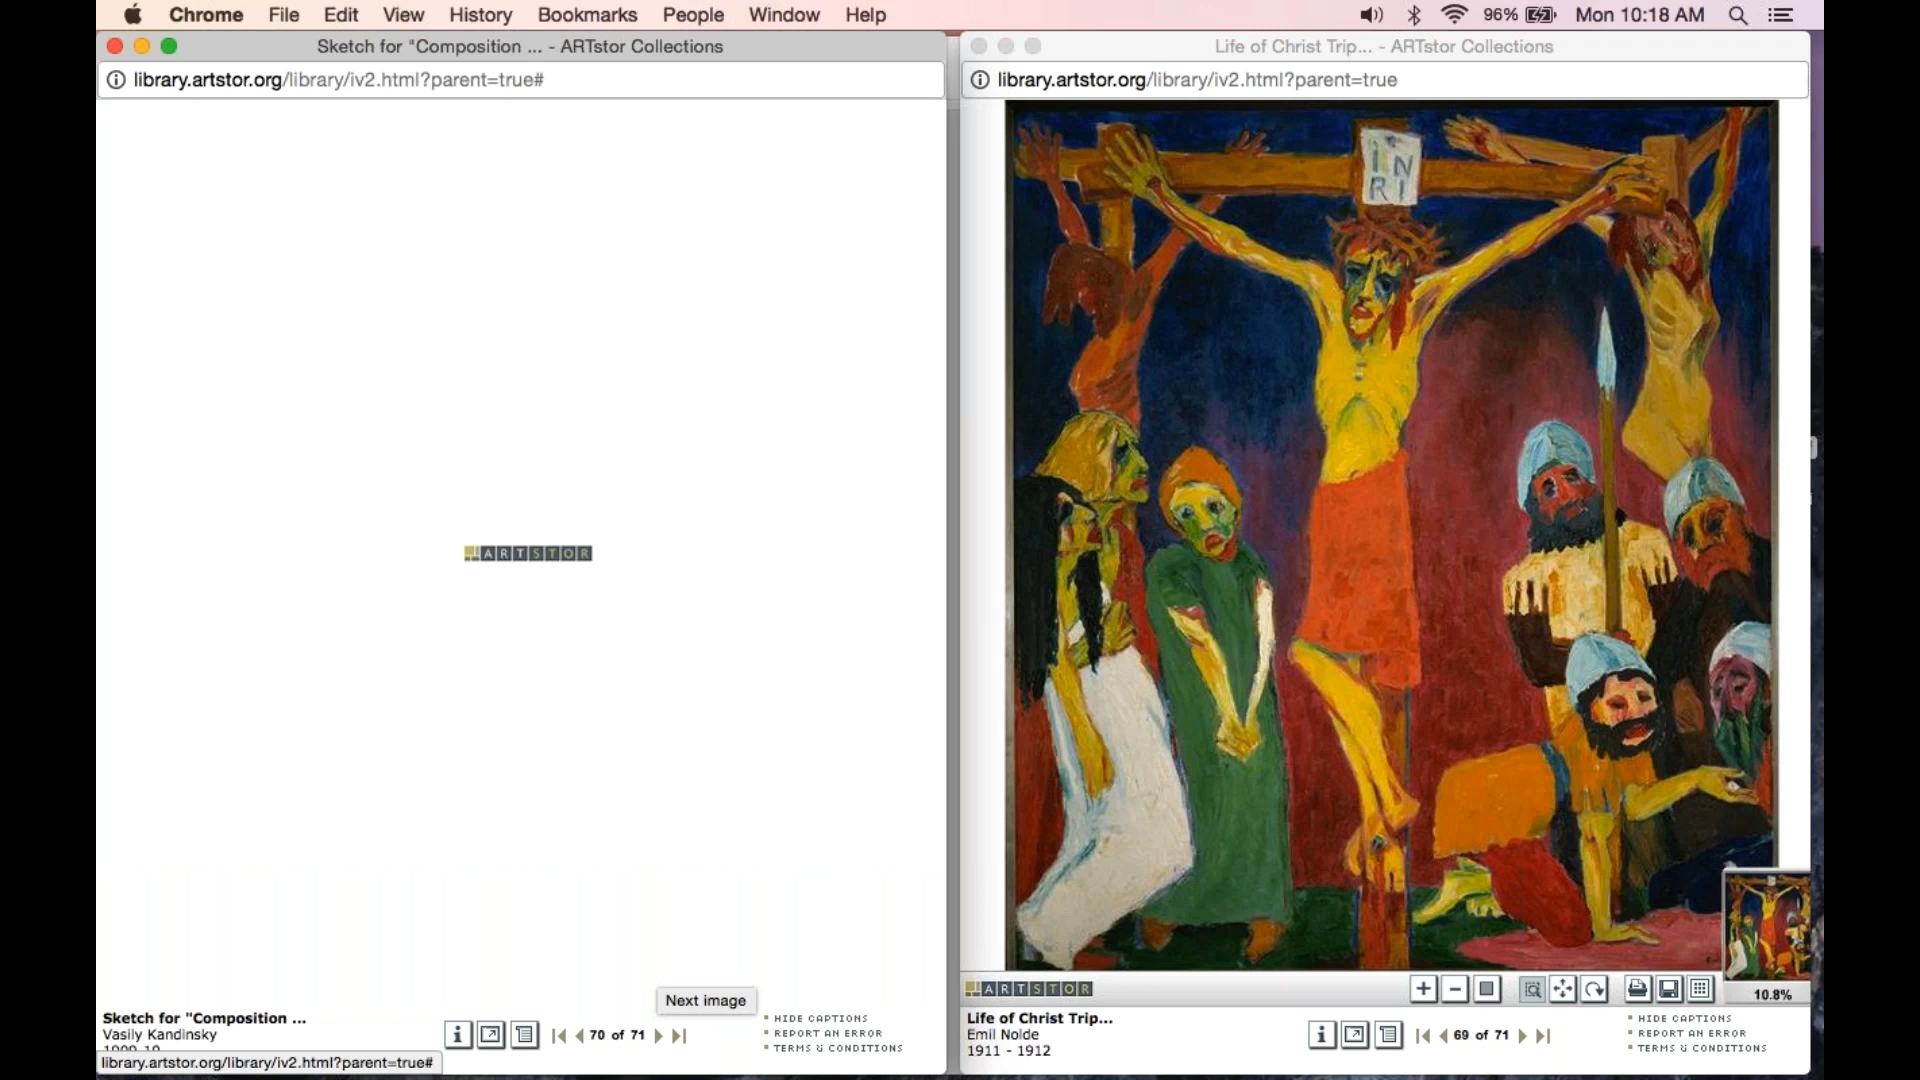 Chrome File Edit View History Bookmarks People Window Help 96% Mon 10:18 AM
Sketch for "Composition ... - ARTstor Collections
library.artstor.org/library/iv2.html?parent=true#
ARTSTOR
Next image
Sketch for "Composition ...
Vasily Kandinsky
1909-10
70 of 71
HIDE CAPTIONS
REPORT AN ERROR
TERMS & CONDITIONS
library.artstor.org/library/iv2.html?parent=true#
Life of Christ Trip... - ARTstor Collections
library.artstor.org/library/iv2.html?parent=true
IN
RI
ARTSTOR
10.8%
Life of Christ Trip...
Emil Nolde
1911 - 1912
69 of 71
HIDE CAPTIONS
REPORT AN ERROR
TERMS & CONDITIONS